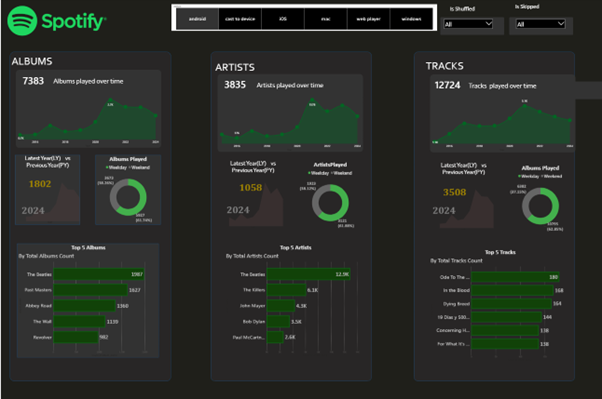 Spotify
android cast to device iOS mac web player windows
Is Shuffled
All
Is Skipped
All
ALBUMS
7383 Albums played over time
Latest Year(LY) vs
Previous Year(PY)
1802
2024
Albums Played
Weekday Weekend
Top 5 Albums
By Total Albums Count
The Beatles 1987
Past Masters 1627
Abbey Road 1360
The Wall
Revolver 982
ARTISTS
3835 Artists played over time
Latest Year(LY) vs
Previous Year(PY)
1058
2024
ArtistsPlayed
Weekday Weekend
Top 5 Artists
By Total Artists Count
The Beatles 12.9K
The Killers 6.1K
John Mayer 4.3K
Bob Dylan 3.5K
Paul McCartn... 2.6K
TRACKS
12724 Tracks played over time
Latest Year(LY) vs
Previous Year(PY)
3508
2024
Albums Played
Weekday Weekend
Top 5 Tracks
By Total Tracks Count
Ode To The ... 180
In the Blood 168
Dying Breed 164
19 Dias y 500... 144
Concerning H... 138
For What It's... 138